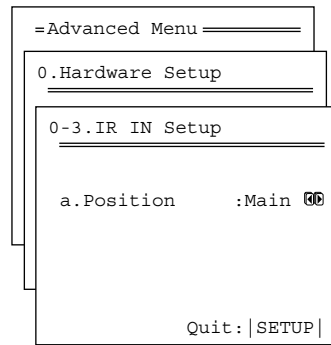 =Advanced Menu
0.Hardware Setup
0-3.IR IN Setup
a.Position :Main
Quit:|SETUP|